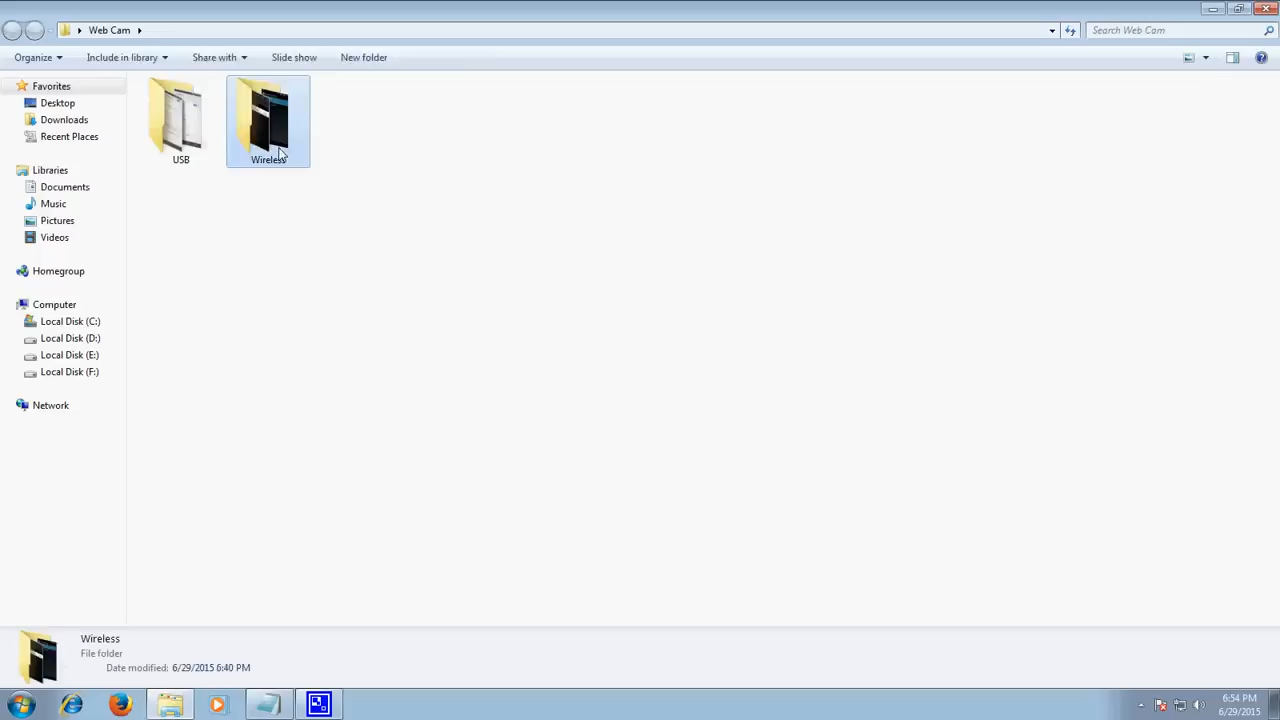 Web Cam
Search Web Cam
Organize Include in library Share with Slide show New folder
Favorites
Desktop
Downloads
Recent Places
Libraries
Documents
Music
Pictures
Videos
Homegroup
Computer
Local Disk (C:)
Local Disk (D:)
Local Disk (E:)
Local Disk (F:)
Network
USB
Wireless
Wireless
File folder
Date modified: 6/29/2015 6:40 PM
6:54 PM
6/29/2015